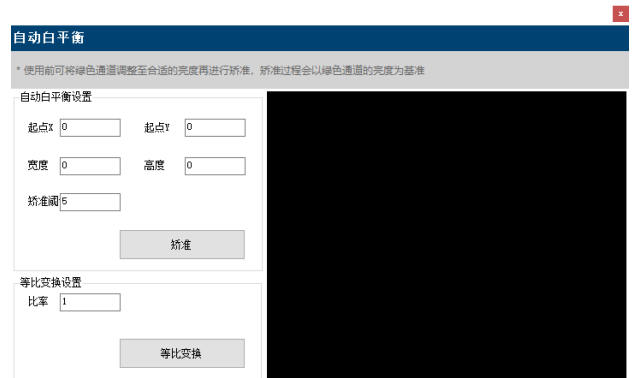 x
自动白平衡
* 使用前可将绿色通道调整至合适的亮度再进行矫准，矫准过程会以绿色通道的亮度为基准
自动白平衡设置
起点X 0 起点Y 0
宽度 0 高度 0
矫准阈 5
矫准
等比变换设置
比率 1
等比变换